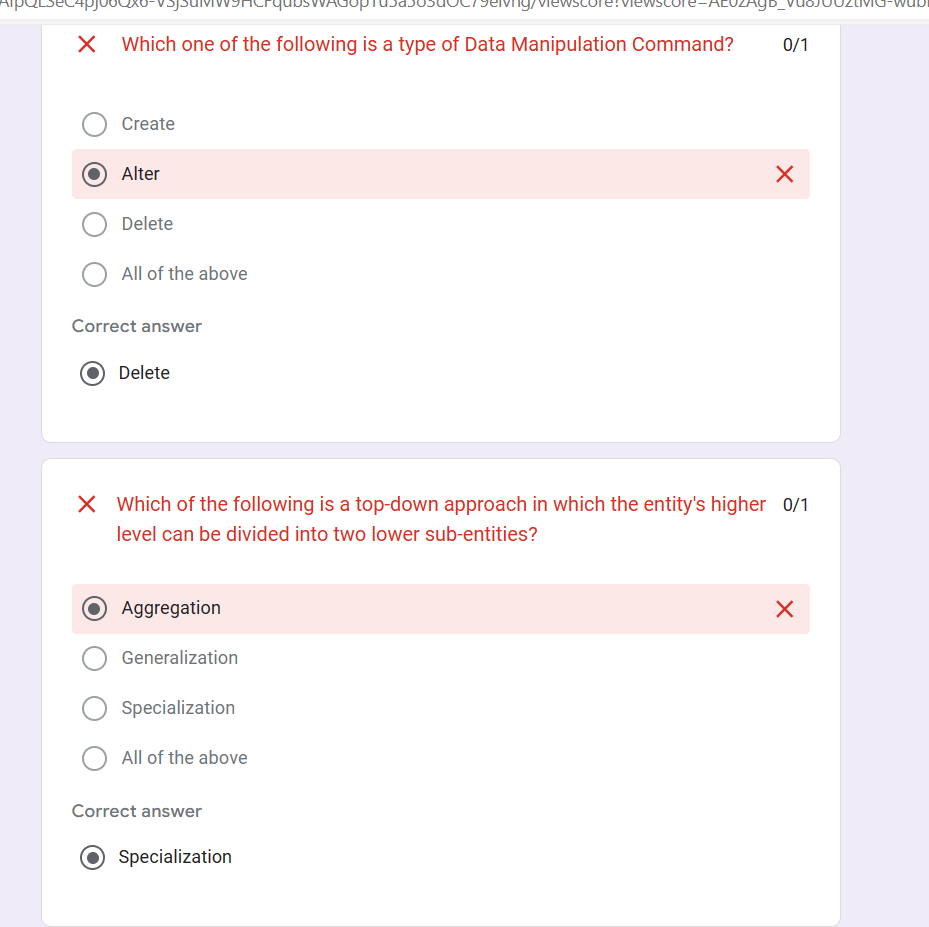 Which one of the following is a type of Data Manipulation Command? 0/1
Create
Alter
Delete
All of the above
Correct answer
Delete
Which of the following is a top-down approach in which the entity's higher 0/1
level can be divided into two lower sub-entities?
Aggregation
Generalization
Specialization
All of the above
Correct answer
Specialization